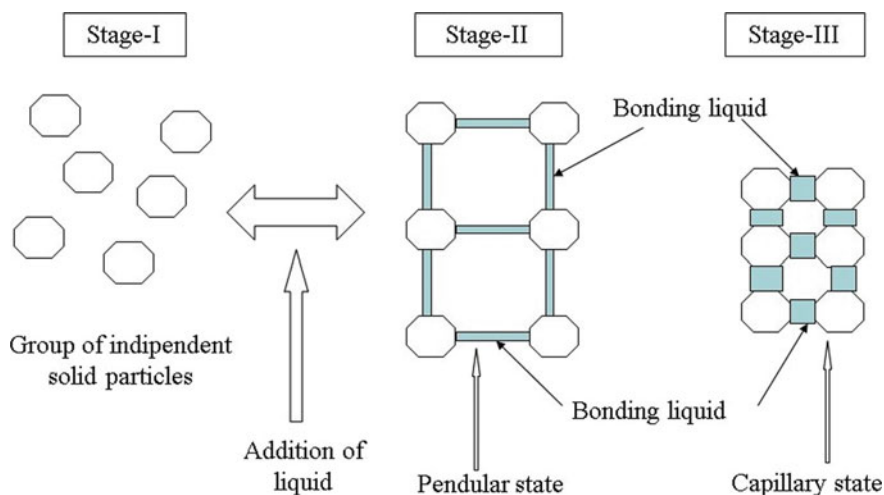 Stage-I
Stage-II
Stage-III
Bonding liquid
Group of indipendent
solid particles
Bonding liquid
Addition of
liquid
Pendular state
Capillary state